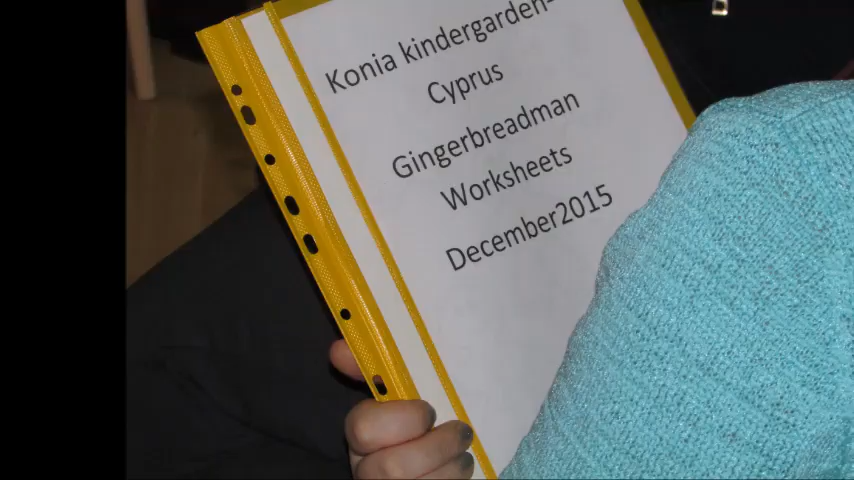 Konia kindergarden-
Cyprus
Gingerbreadman
Worksheets
December2015